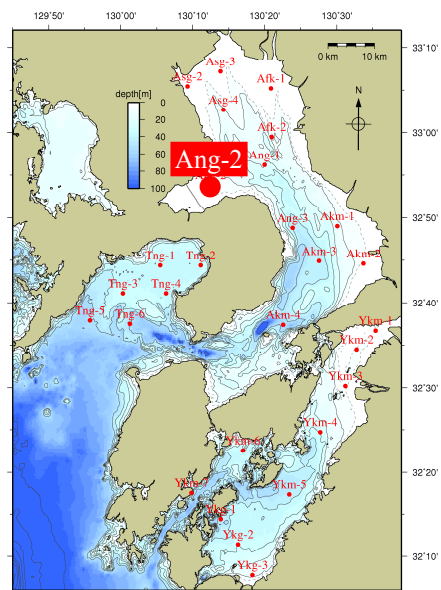 129˚50' 130˚00' 130˚10' 130˚20' 130˚30'
33˚10'
33˚00'
32˚50'
32˚40'
32˚30'
32˚20'
32˚10'
0 km 10 km
N
depth[m]
0
20
40
60
80
100
Asg-3
Asg-2
Afk-1
Asg-4
Afk-2
Ang-1
Ang-2
Ang-3
Akm-1
Akm-3
Akm-2
Akm-4
Tng-1
Tng-2
Tng-3
Tng-4
Tng-5
Tng-6
Ykm-1
Ykm-2
Ykm-3
Ykm-4
Ykm-5
Ykm-7
Ykg-1
Ykg-2
Ykg-3